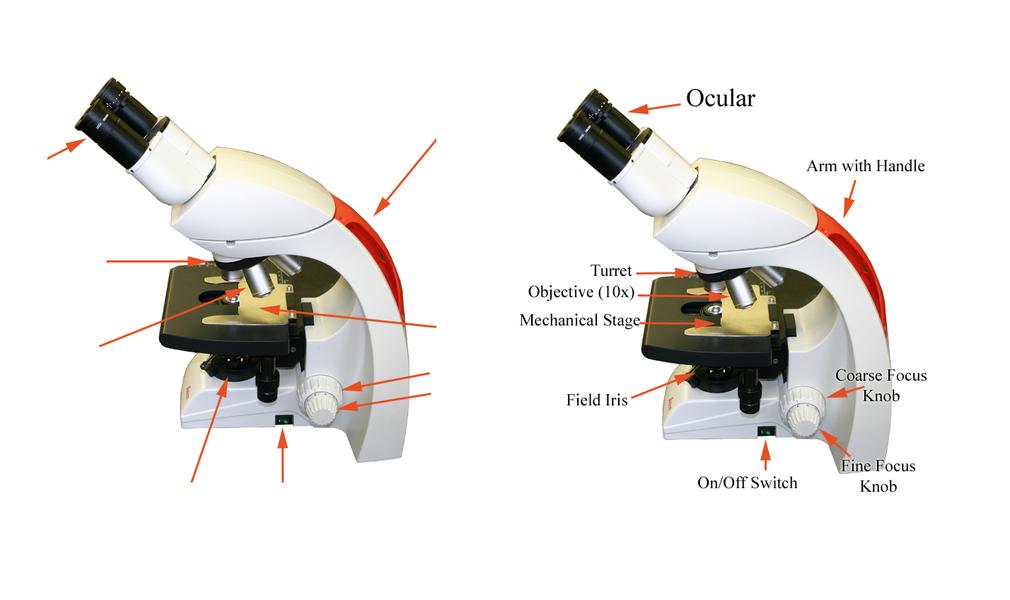 Ocular
Arm with Handle
Turret
Objective (10x)
Mechanical Stage
Coarse Focus
Knob
Field Iris
Fine Focus
Knob
On/Off Switch